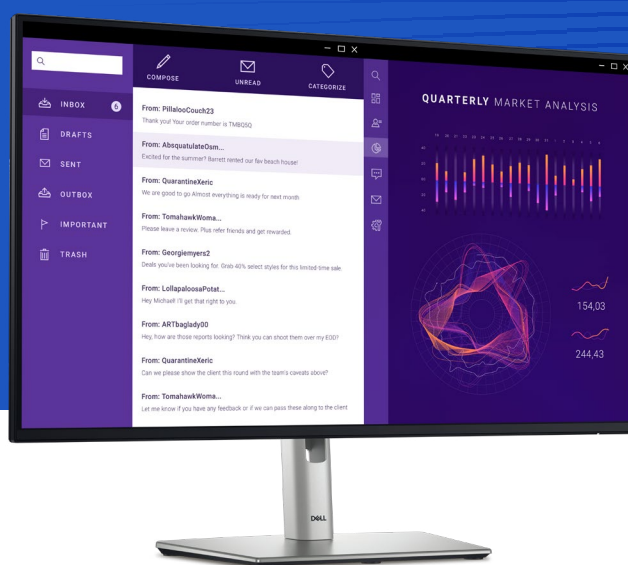 COMPOSE
UNREAD
CATEGORIZE
INBOX 6
DRAFTS
SENT
OUTBOX
IMPORTANT
TRASH
From: PillalooCouch23
Thank you! Your order number is TMBQ5Q
From: AbsquatulateOsm...
Excited for the summer? Barrett rented our fav beach house!
From: QuarantineXeric
We are good to go Almost everything is ready for next month
From: TomahawkWoma...
Please leave a review. Plus refer friends and get rewarded.
From: Georgiemyers2
Deals you've been looking for. Grab 40% select styles for this limited-time sale.
From: LollapaloosaPotat...
Hey Michael! I'll get that right to you.
From: ARTbaglady00
Hey, how are those reports looking? Think you can shoot them over my EOD?
From: QuarantineXeric
Can we please show the client this round with the team's caveats above?
From: TomahawkWoma...
Let me know if you have any feedback or if we can pass these along to the client
QUARTERLY MARKET ANALYSIS
154,03
244,43
DELL